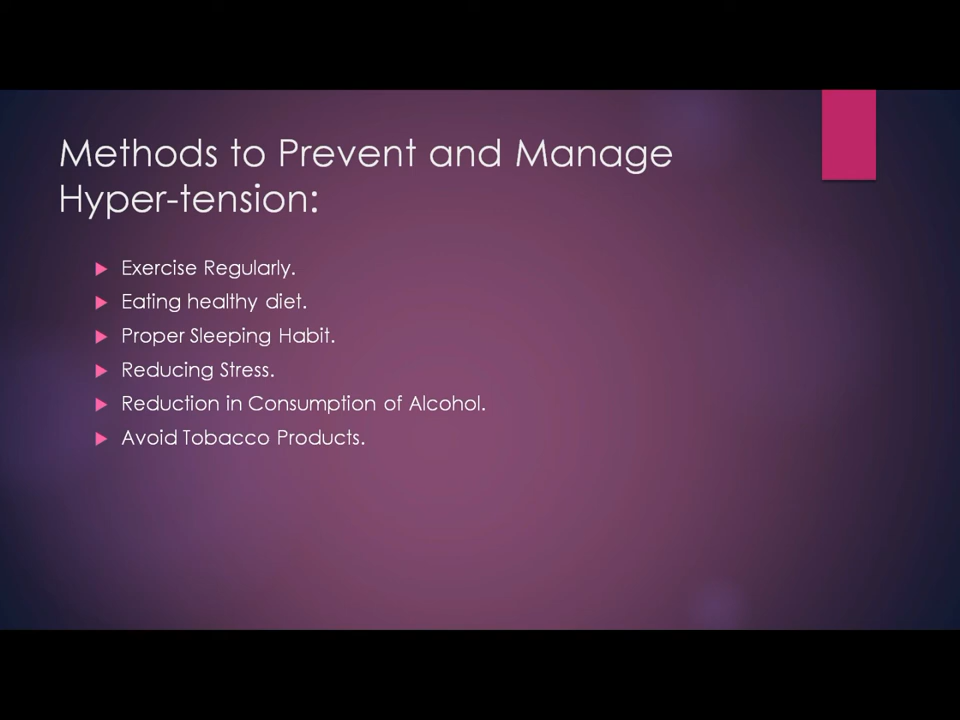 Methods to Prevent and Manage
Hyper-tension:
Exercise Regularly.
Eating healthy diet.
Proper Sleeping Habit.
Reducing Stress.
Reduction in Consumption of Alcohol.
Avoid Tobacco Products.